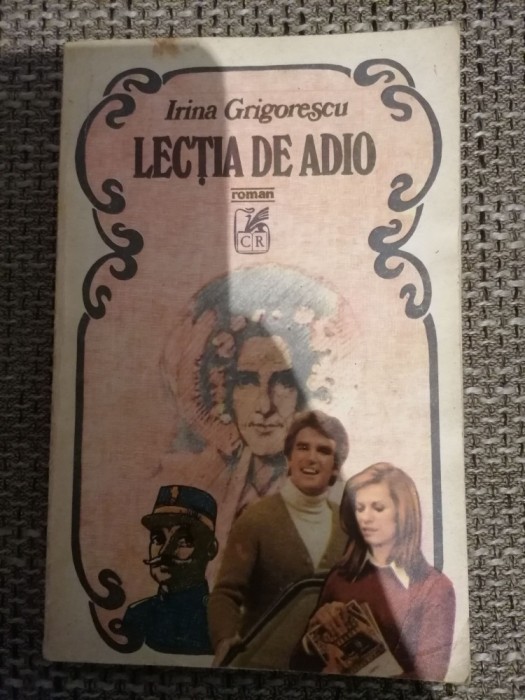 Irina Grigorescu
LECȚIA DE ADIO
roman
CR